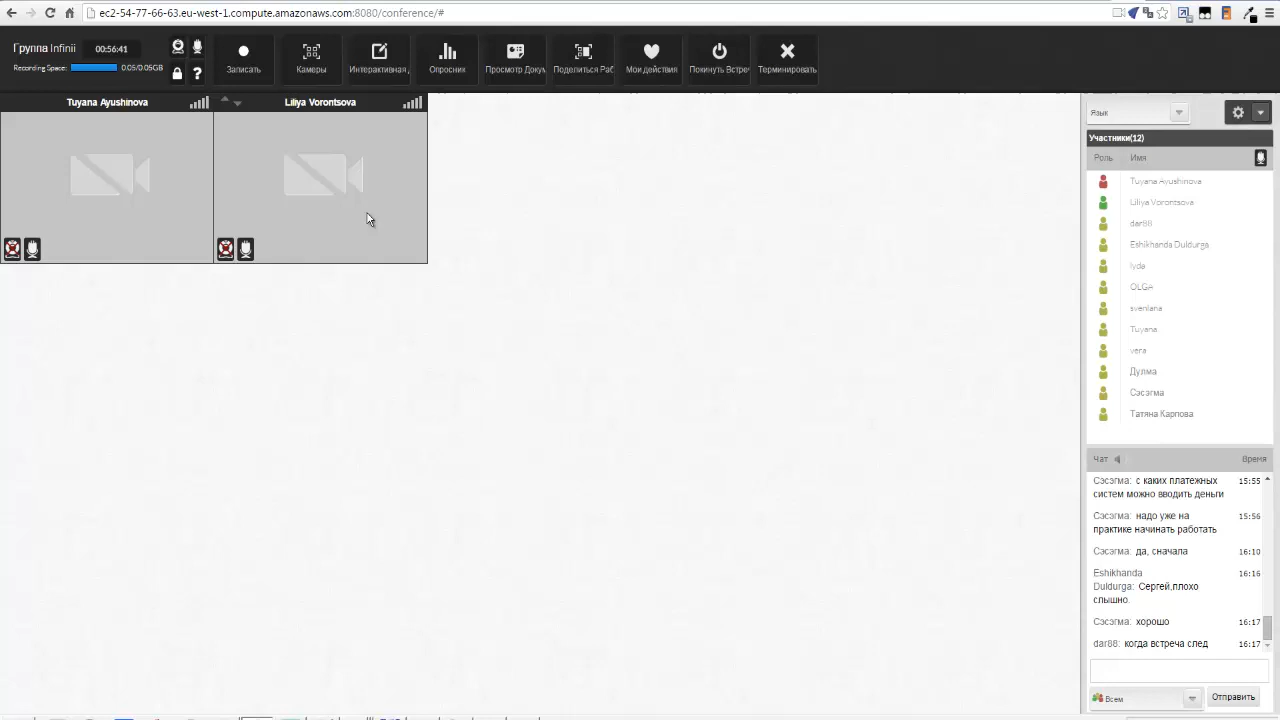 ec2-54-77-66-63.eu-west-1.compute.amazonaws.com:8080/conference/#
Группа Infinii 00:56:41
Recording Space: 0.05/0.05GB
Записать
Камеры
Интерактивная
Опросник
Просмотр Докум
Поделиться Раб
Мои действия
Покинуть Встре
Терминировать
Tuyana Ayushinova
Liliya Vorontsova
Язык
Участники(12)
Роль Имя
Tuyana Ayushinova
Liliya Vorontsova
dar88
Eshikhanda Duldurga
lyda
OLGA
svenlana
Tuyana
vera
Дулма
Сэсэгма
Татяна Карпова
Чат Время
Сэсэгма: с каких платежных 15:55
систем можно вводить деньги
Сэсэгма: надо уже на 15:56
практике начинать работать
Сэсэгма: да, сначала 16:10
Eshikhanda 16:16
Duldurga: Сергей,плохо
слышно.
Сэсэгма: хорошо 16:17
dar88: когда встреча след 16:17
Всем Отправить